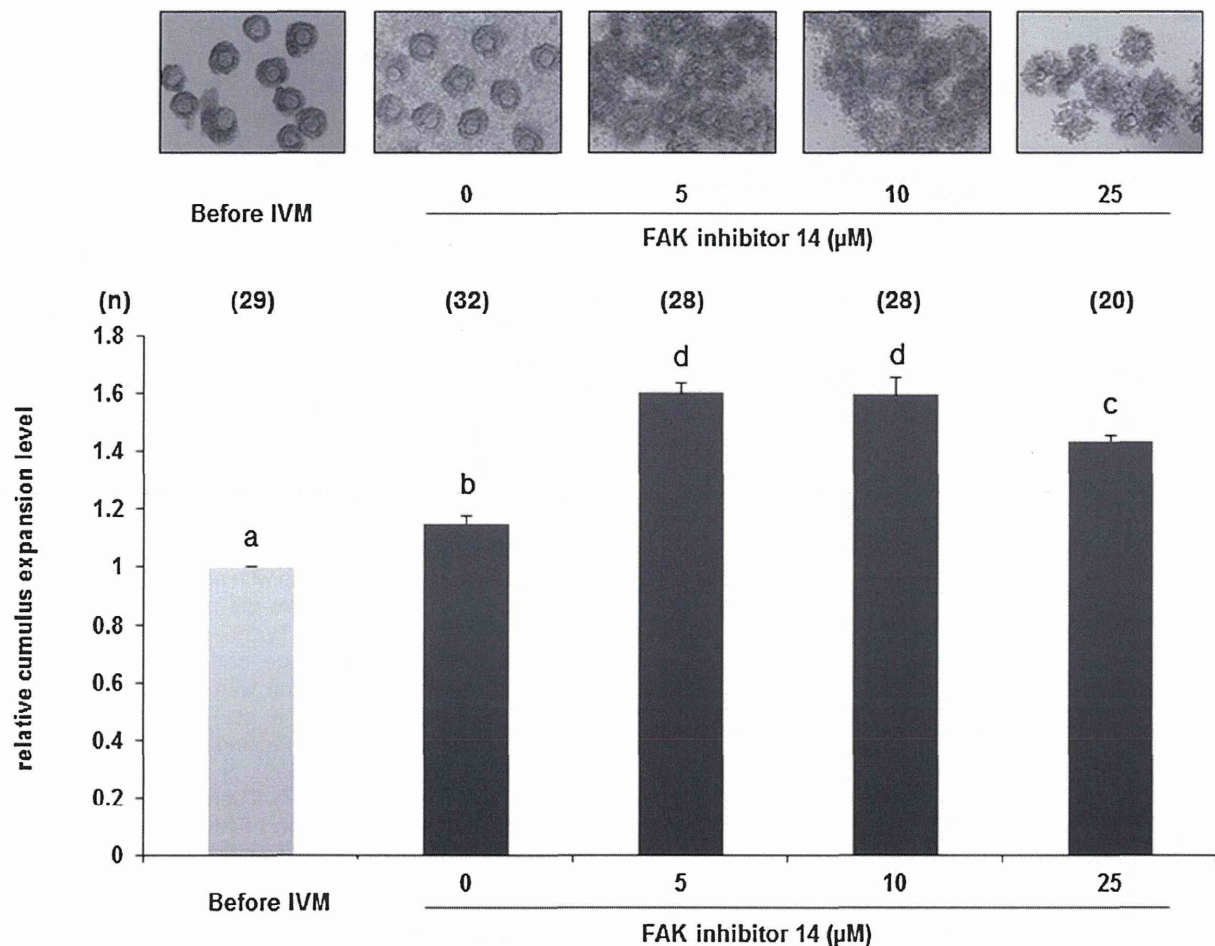 Before IVM 0 5 10 25
FAK inhibitor 14 (µM)
(n) (29) (32) (28) (28) (20)
relative cumulus expansion level
1.8
1.6
1.4
1.2
1
0.8
0.6
0.4
0.2
0
a b d d c
Before IVM 0 5 10 25
FAK inhibitor 14 (µM)